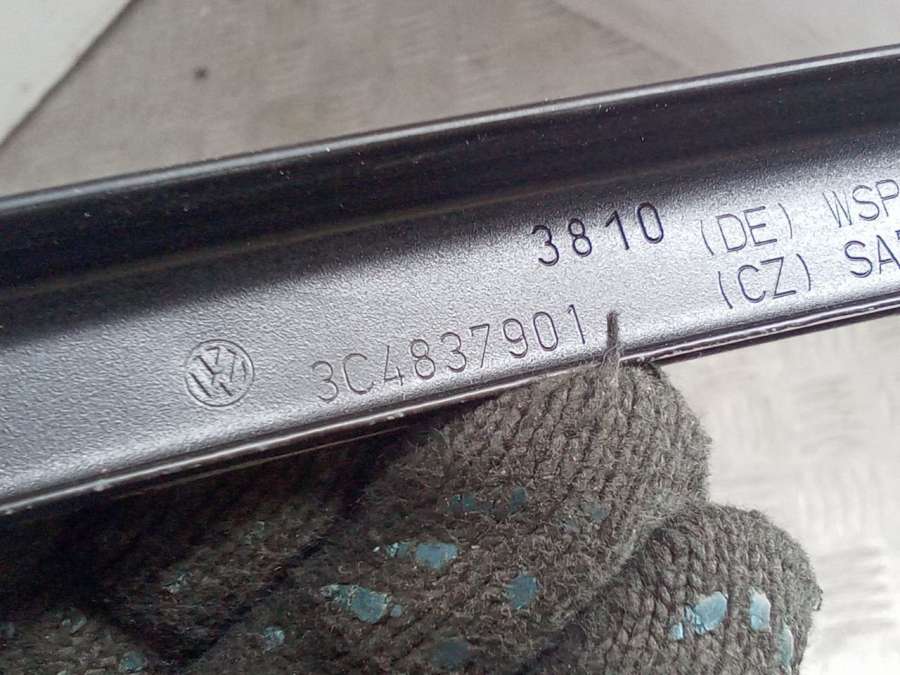 3810 (DE) WSP
(CZ) SA
3C4837901